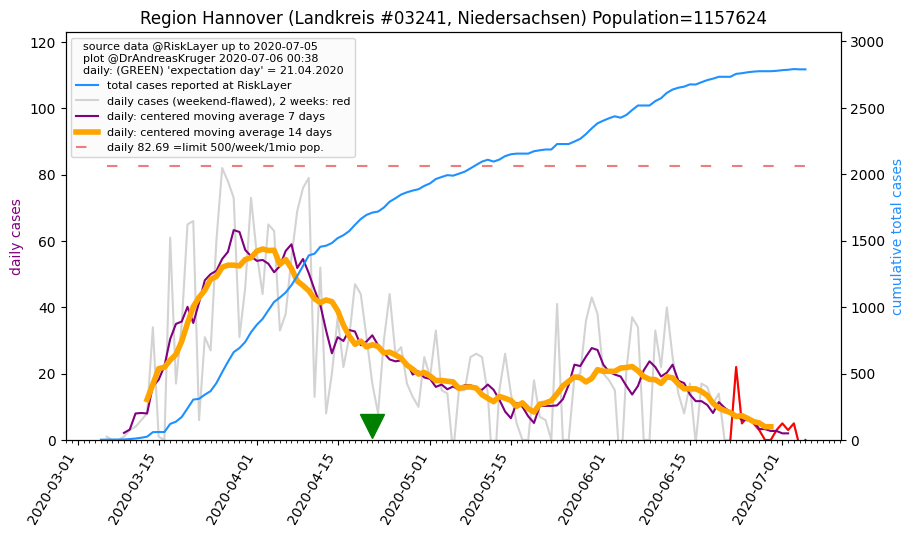 Region Hannover (Landkreis #03241, Niedersachsen) Population=1157624
source data @RiskLayer up to 2020-07-05
plot @DrAndreasKruger 2020-07-06 00:38
daily: (GREEN) 'expectation day' = 21.04.2020
total cases reported at RiskLayer
daily cases (weekend-flawed), 2 weeks: red
daily: centered moving average 7 days
daily: centered moving average 14 days
daily 82.69 =limit 500/week/1mio pop.
daily cases
120
100
80
60
40
20
0
3000
2500
2000
1500
1000
500
0
cumulative total cases
2020-03-01
2020-03-15
2020-04-01
2020-04-15
2020-05-01
2020-05-15
2020-06-01
2020-06-15
2020-07-01